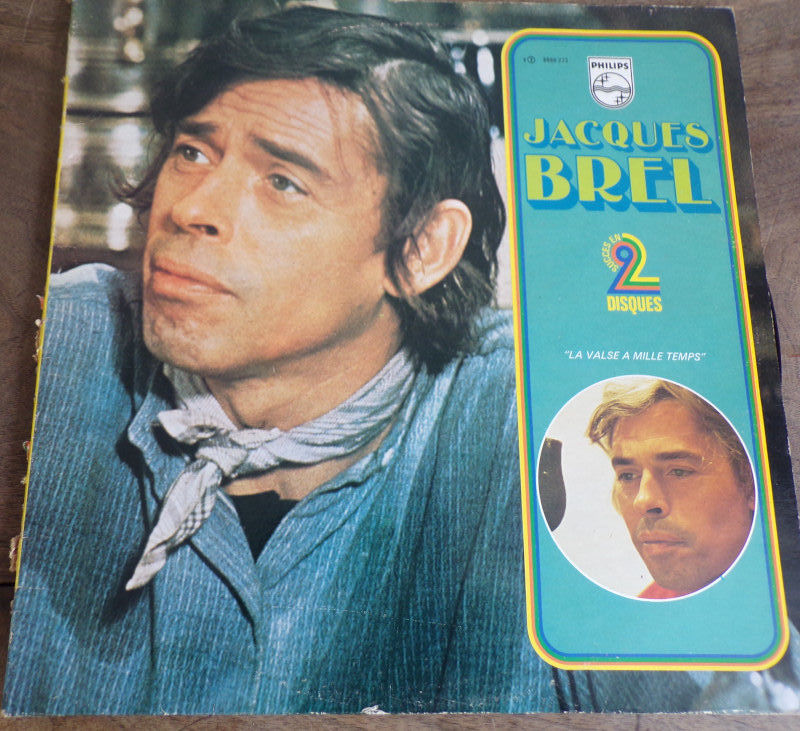 PHILIPS
JACQUES
BREL
SUCCES EN
2
DISQUES
"LA VALSE A MILLE TEMPS"